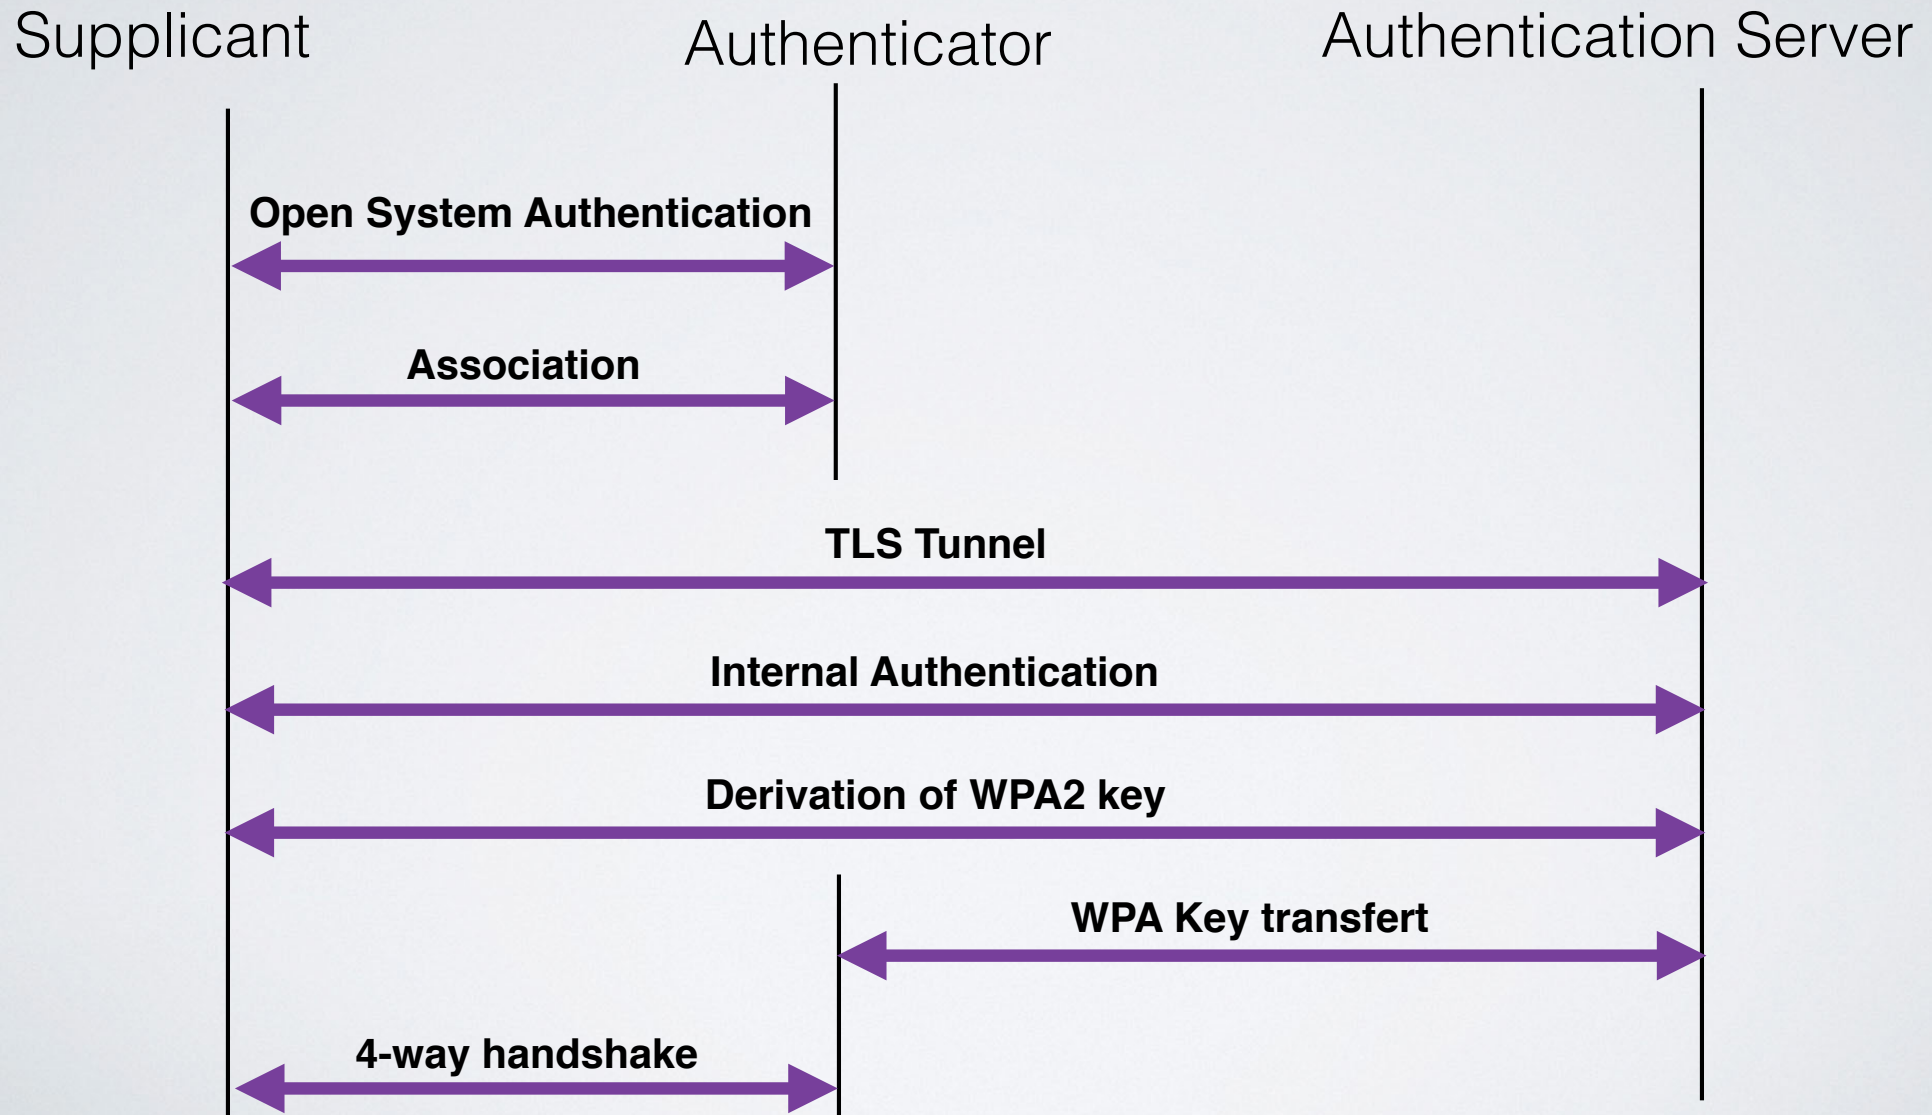 Supplicant
Authenticator
Authentication Server
Open System Authentication
Association
TLS Tunnel
Internal Authentication
Derivation of WPA2 key
WPA Key transfert
4-way handshake